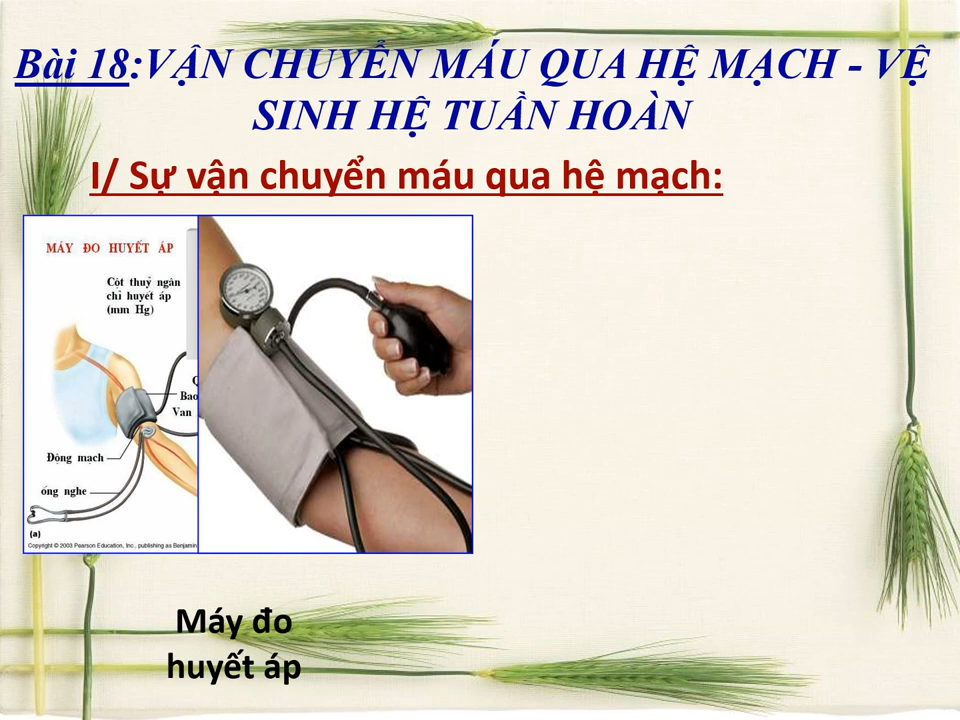 Bài 18:VẬN CHUYỂN MÁU QUA HỆ MẠCH - VỆ
SINH HỆ TUẦN HOÀN
I/ Sự vận chuyển máu qua hệ mạch:
MÁY ĐO HUYẾT ÁP
Cột thuỷ ngân
chỉ huyết áp
(mm Hg)
Bao
Van
Động mạch
ống nghe
(a)
Copyright © 2003 Pearson Education, Inc., publishing as Benjamin
Máy đo
huyết áp